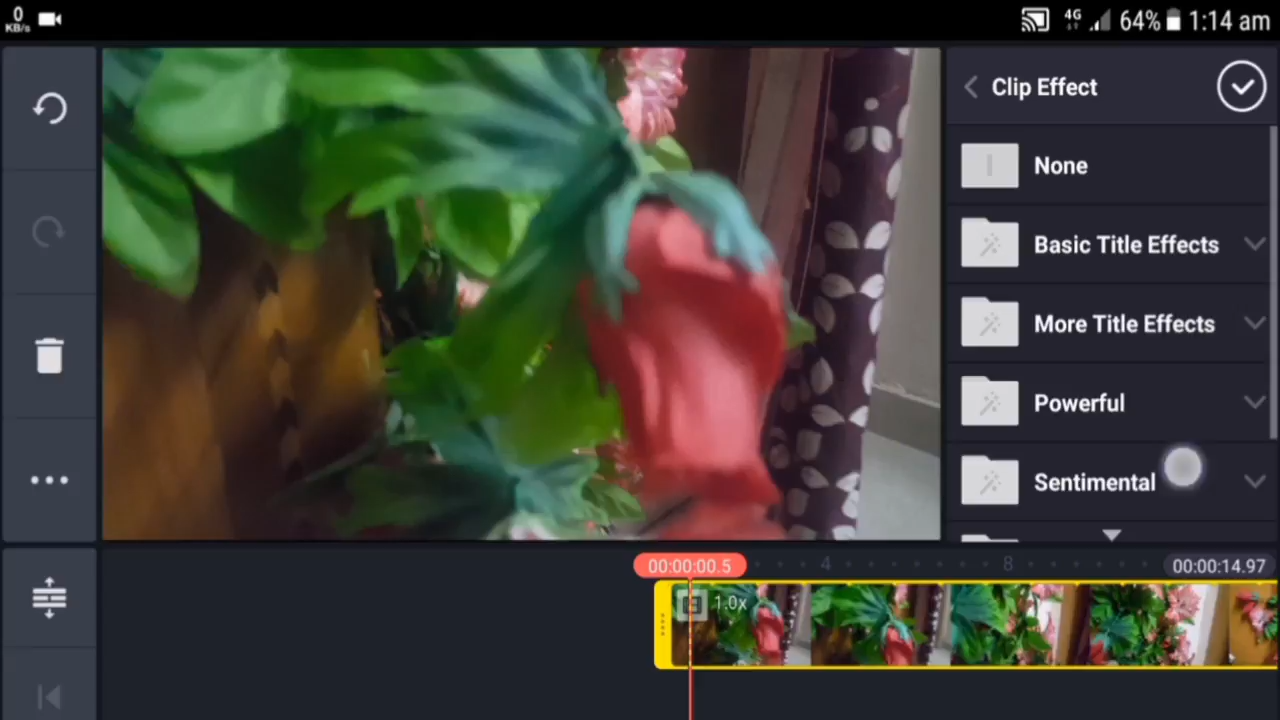 0
KB/s
4G 64% 1:14 am
Clip Effect
None
Basic Title Effects
More Title Effects
Powerful
Sentimental
00:00:00.5 4 8 00:00:14.97
1.0x